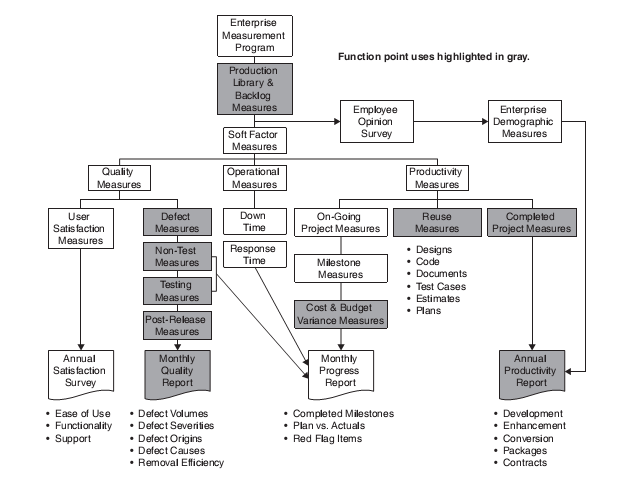 Enterprise
Measurement
Program
Function point uses highlighted in gray.
Production
Library &
Backlog
Measures
Employee
Opinion
Survey
Enterprise
Demographic
Measures
Soft Factor
Measures
Quality
Measures
Operational
Measures
Productivity
Measures
User
Satisfaction
Measures
Defect
Measures
Down
Time
On-Going
Project Measures
Reuse
Measures
Completed
Project Measures
Non-Test
Measures
Response
Time
Milestone
Measures
• Designs
• Code
• Documents
• Test Cases
• Estimates
• Plans
Testing
Measures
Cost & Budget
Variance Measures
Post-Release
Measures
Annual
Satisfaction
Survey
Monthly
Quality
Report
Monthly
Progress
Report
Annual
Productivity
Report
• Ease of Use
• Functionality
• Support
• Defect Volumes
• Defect Severities
• Defect Origins
• Defect Causes
• Removal Efficiency
• Completed Milestones
• Plan vs. Actuals
• Red Flag Items
• Development
• Enhancement
• Conversion
• Packages
• Contracts